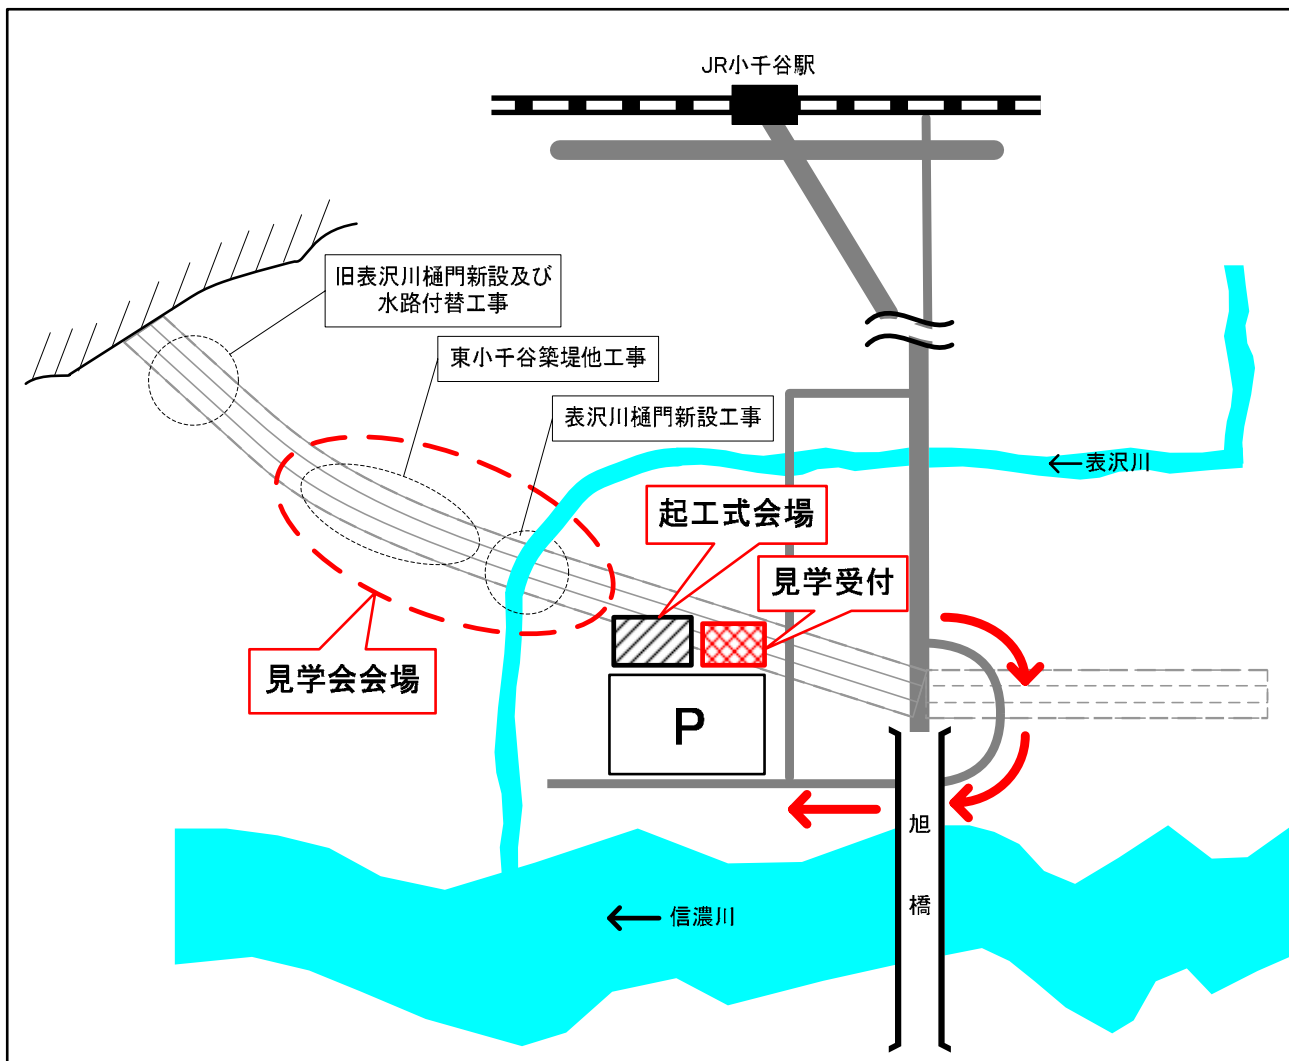 JR小千谷駅
旧表沢川樋門新設及び
水路付替工事
東小千谷築堤他工事
表沢川樋門新設工事
表沢川
起工式会場
見学受付
見学会会場
P
旭橋
信濃川